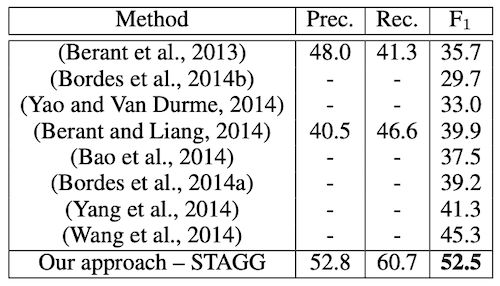 Method Prec. Rec. F1
(Berant et al., 2013) 48.0 41.3 35.7
(Bordes et al., 2014b) - - 29.7
(Yao and Van Durme, 2014) - - 33.0
(Berant and Liang, 2014) 40.5 46.6 39.9
(Bao et al., 2014) - - 37.5
(Bordes et al., 2014a) - - 39.2
(Yang et al., 2014) - - 41.3
(Wang et al., 2014) - - 45.3
Our approach – STAGG 52.8 60.7 52.5